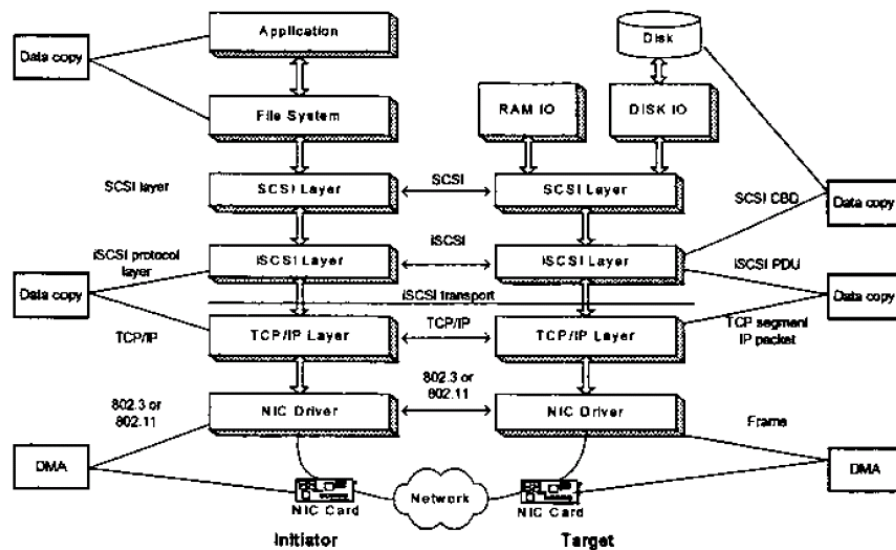 Application
Disk
Data copy
File System
RAM IO
DISK IO
SCSI layer
SCSI Layer
SCSI
SCSI Layer
SCSI CBD
Data copy
iSCSI protocol
layer
iSCSI Layer
iSCSI
iSCSI Layer
iSCSI PDU
Data copy
iSCSI transport
Data copy
TCP/IP
TCP/IP Layer
TCP/IP
TCP/IP Layer
TCP segment
IP packet
802.3 or
802.11
NIC Driver
802.3 or
802.11
NIC Driver
Frame
DMA
DMA
NIC Card
Network
NIC Card
Initiator
Target